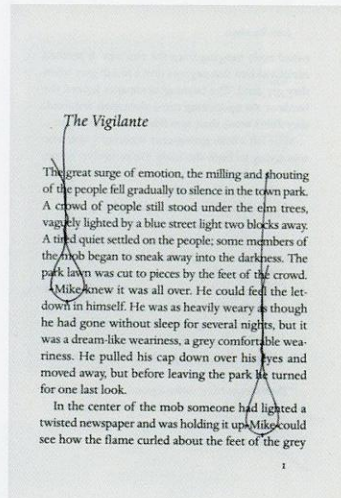 The Vigilante
The great surge of emotion, the milling and shouting
of the people fell gradually to silence in the town park.
A crowd of people still stood under the elm trees,
vaguely lighted by a blue street light two blocks away.
A tired quiet settled on the people; some members of
the mob began to sneak away into the darkness. The
park lawn was cut to pieces by the feet of the crowd.
Mike knew it was all over. He could feel the let-
down in himself. He was as heavily weary as though
he had gone without sleep for several nights, but it
was a dream-like weariness, a grey comfortable wea-
riness. He pulled his cap down over his eyes and
moved away, but before leaving the park he turned
for one last look.
In the center of the mob someone had lighted a
twisted newspaper and was holding it up. Mike could
see how the flame curled about the feet of the grey
1